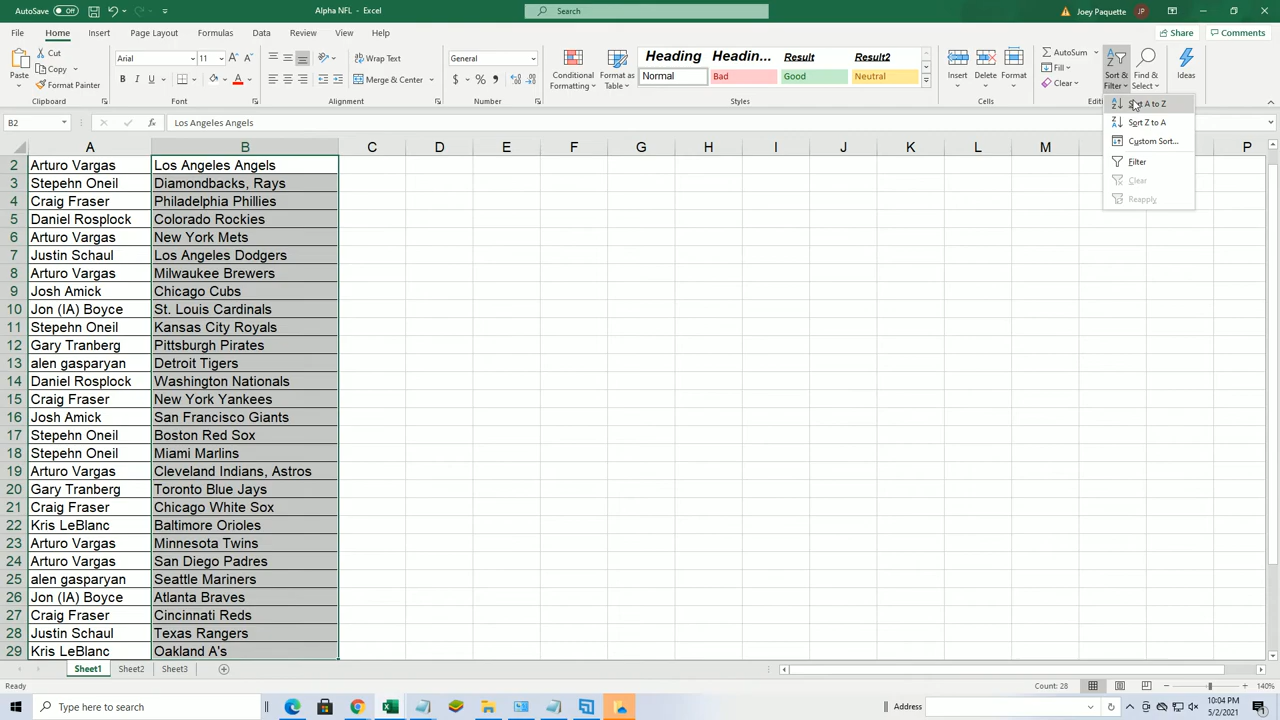 AutoSave Off
Alpha NFL - Excel
Search
Joey Paquette JP
File Home Insert Page Layout Formulas Data Review View Help
Share Comments
Paste
Cut
Copy
Format Painter
Clipboard
Arial 11
B I U
Font
Wrap Text
Merge & Center
Alignment
General
$ % 9
Number
Conditional Formatting
Format as Table
Heading Headin... Result Result2
Normal Bad Good Neutral
Styles
Insert Delete Format
Cells
AutoSum
Fill
Clear
Sort & Filter
Find & Select
Ideas
Sort A to Z
Sort Z to A
Custom Sort...
Filter
Clear
Reapply
B2 fx Los Angeles Angels
A B C D E F G H I J K L M P
2 Arturo Vargas Los Angeles Angels
3 Stepehn Oneil Diamondbacks, Rays
4 Craig Fraser Philadelphia Phillies
5 Daniel Rosplock Colorado Rockies
6 Arturo Vargas New York Mets
7 Justin Schaul Los Angeles Dodgers
8 Arturo Vargas Milwaukee Brewers
9 Josh Amick Chicago Cubs
10 Jon (IA) Boyce St. Louis Cardinals
11 Stepehn Oneil Kansas City Royals
12 Gary Tranberg Pittsburgh Pirates
13 alen gasparyan Detroit Tigers
14 Daniel Rosplock Washington Nationals
15 Craig Fraser New York Yankees
16 Josh Amick San Francisco Giants
17 Stepehn Oneil Boston Red Sox
18 Stepehn Oneil Miami Marlins
19 Arturo Vargas Cleveland Indians, Astros
20 Gary Tranberg Toronto Blue Jays
21 Craig Fraser Chicago White Sox
22 Kris LeBlanc Baltimore Orioles
23 Arturo Vargas Minnesota Twins
24 Arturo Vargas San Diego Padres
25 alen gasparyan Seattle Mariners
26 Jon (IA) Boyce Atlanta Braves
27 Craig Fraser Cincinnati Reds
28 Justin Schaul Texas Rangers
29 Kris LeBlanc Oakland A's
Sheet1 Sheet2 Sheet3
Ready
Count: 28
140%
Type here to search
Address
10:04 PM
5/2/2021